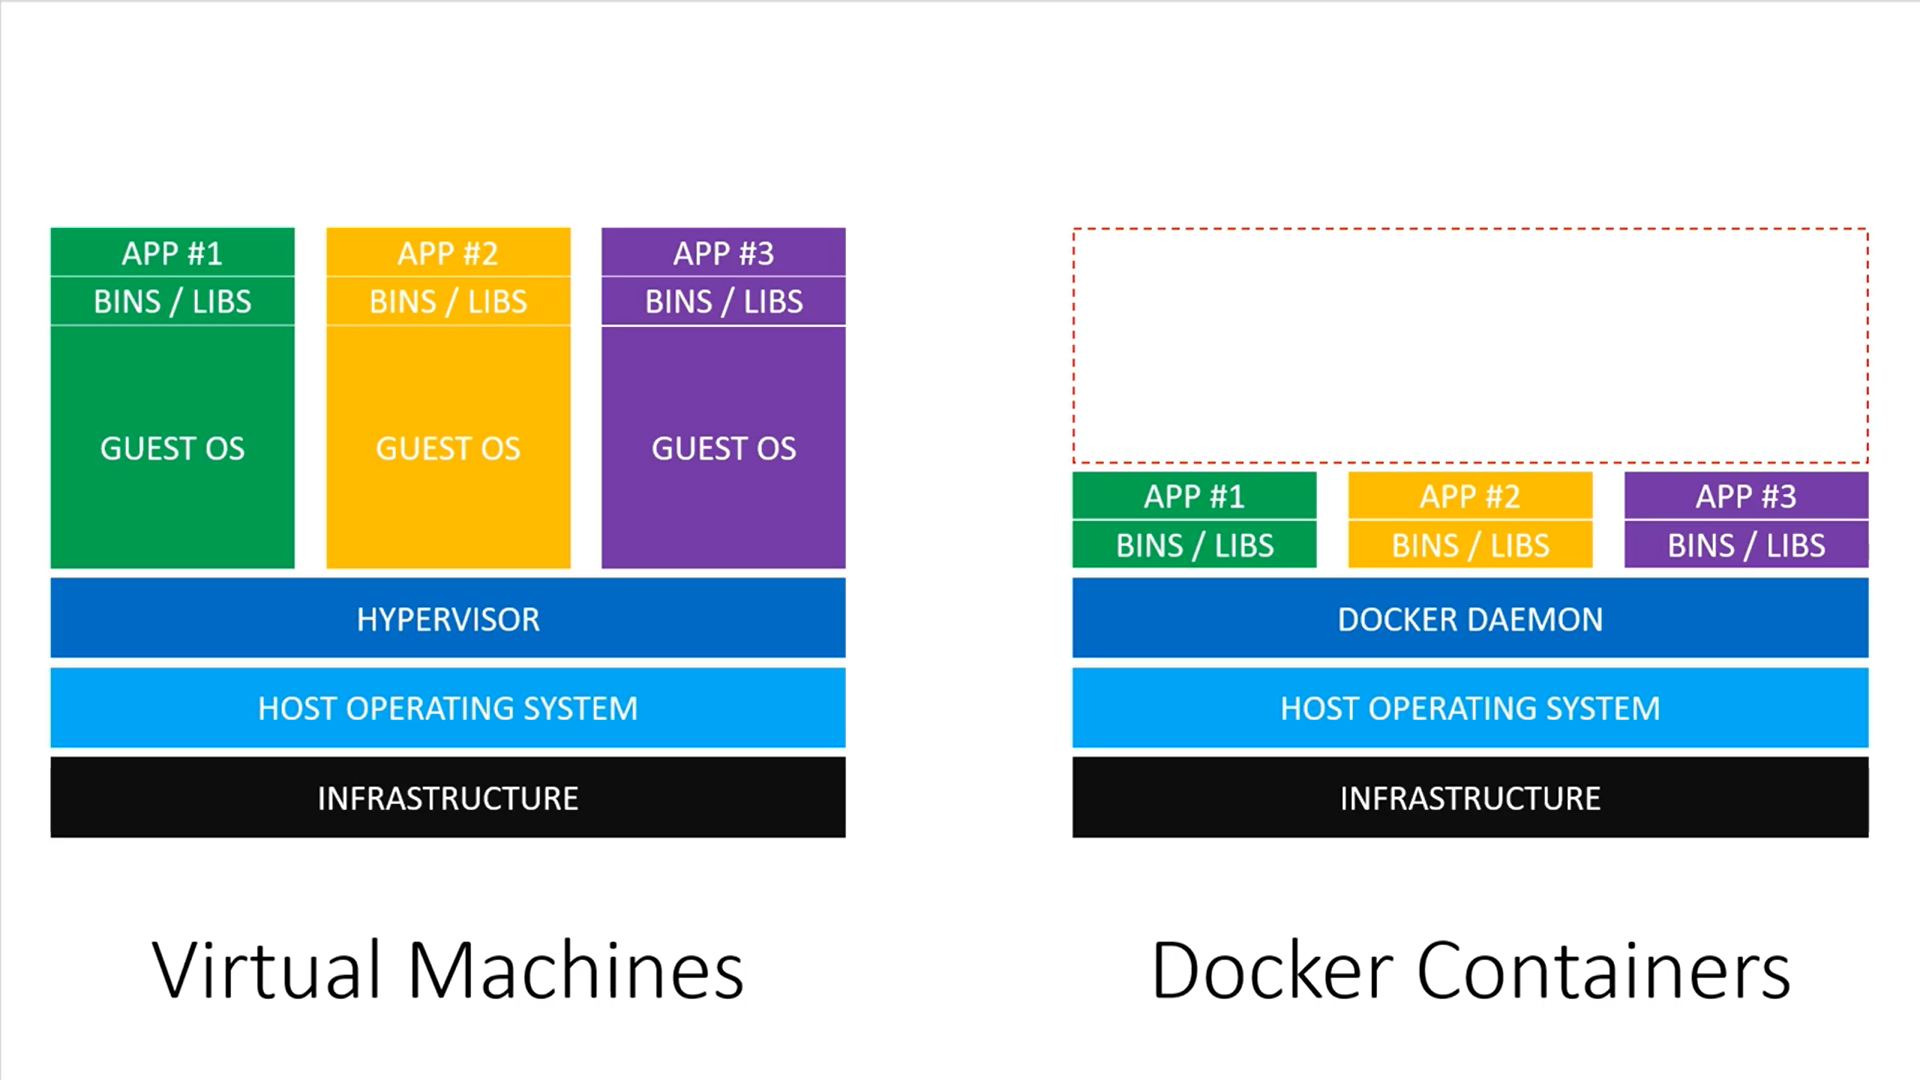 APP #1
BINS / LIBS
GUEST OS
APP #2
BINS / LIBS
GUEST OS
APP #3
BINS / LIBS
GUEST OS
HYPERVISOR
HOST OPERATING SYSTEM
INFRASTRUCTURE
Virtual Machines
APP #1
BINS / LIBS
APP #2
BINS / LIBS
APP #3
BINS / LIBS
DOCKER DAEMON
HOST OPERATING SYSTEM
INFRASTRUCTURE
Docker Containers